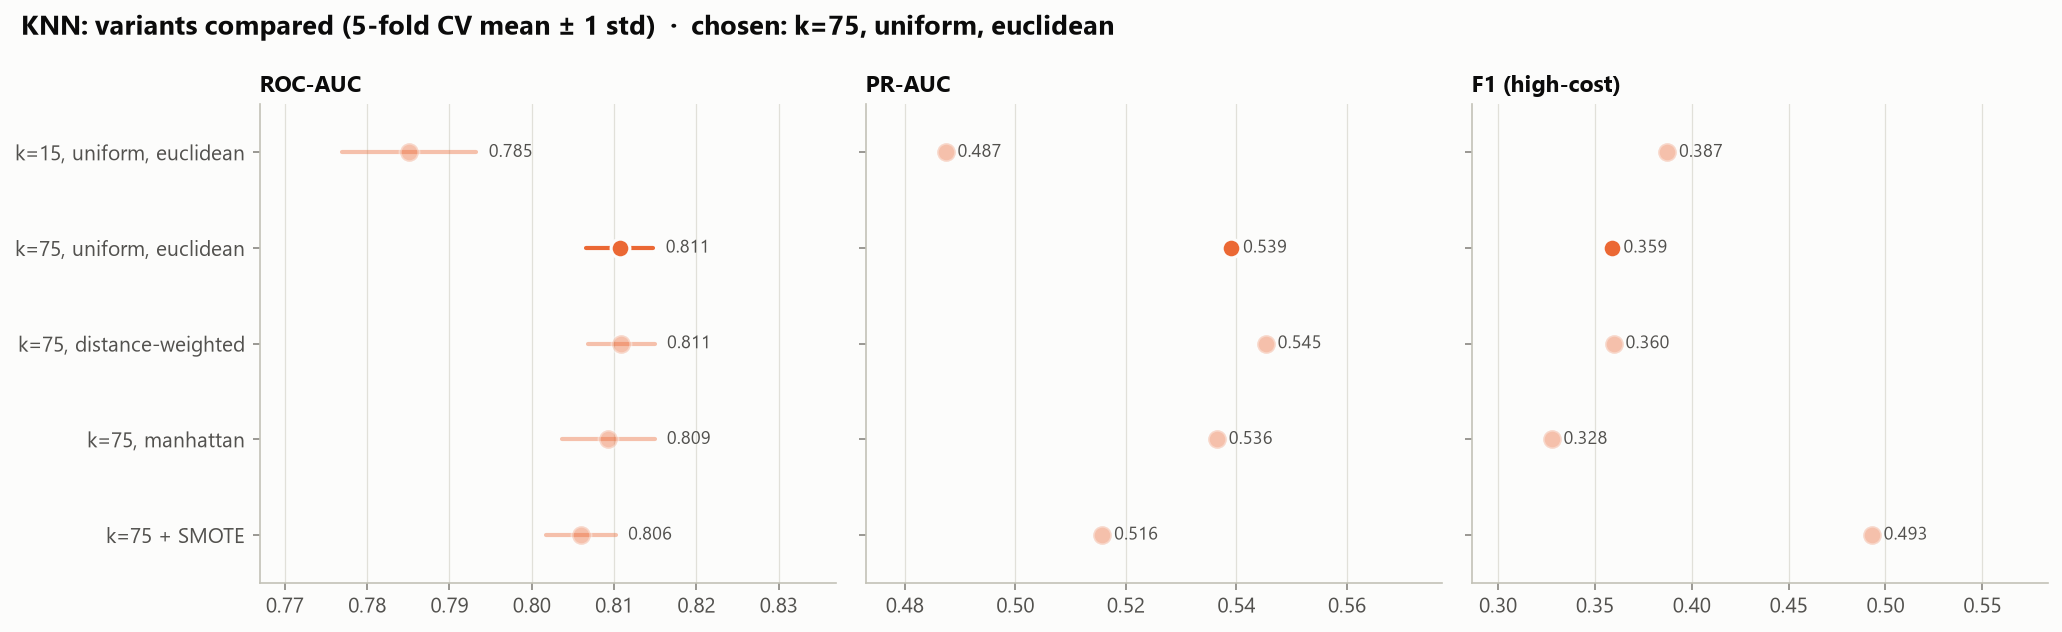 KNN: variants compared (5-fold CV mean ± 1 std) · chosen: k=75, uniform, euclidean
ROC-AUC PR-AUC F1 (high-cost)
k=15, uniform, euclidean 0.785 0.487 0.387
k=75, uniform, euclidean 0.811 0.539 0.359
k=75, distance-weighted 0.811 0.545 0.360
k=75, manhattan 0.809 0.536 0.328
k=75 + SMOTE 0.806 0.516 0.493
0.77 0.78 0.79 0.80 0.81 0.82 0.83 0.48 0.50 0.52 0.54 0.56 0.30 0.35 0.40 0.45 0.50 0.55